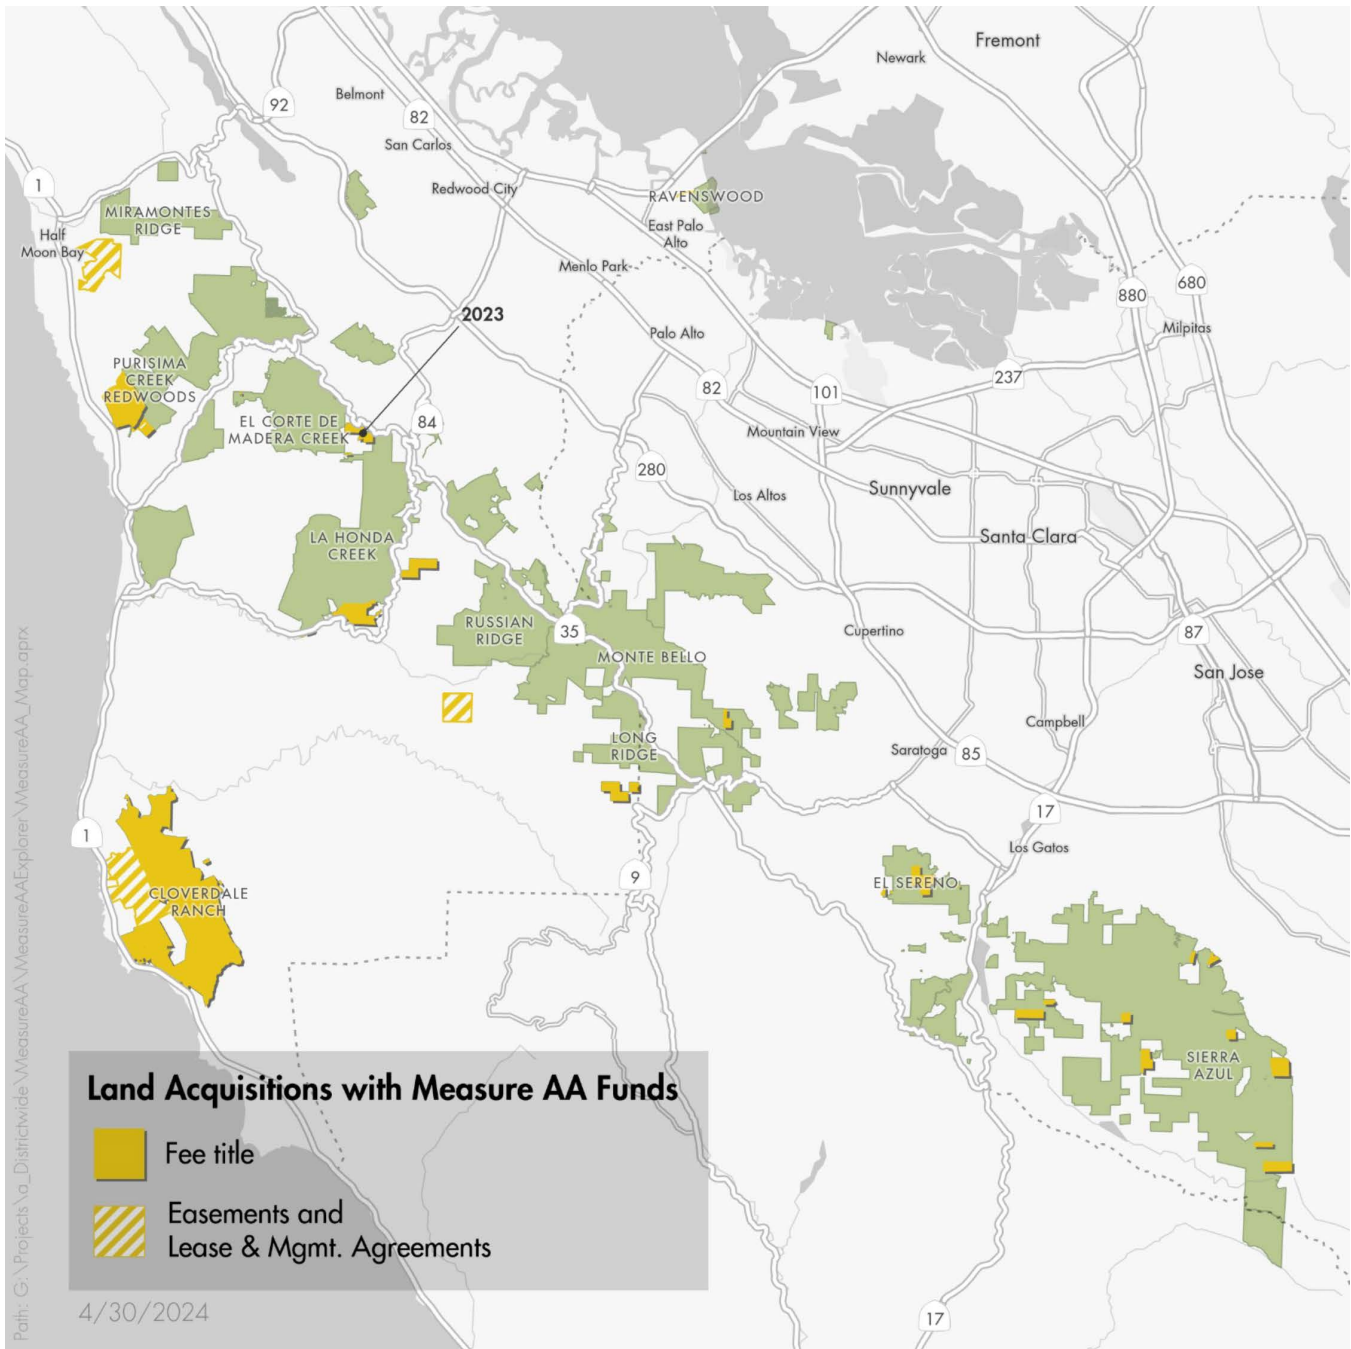 Fremont
Newark
92
Belmont
82
San Carlos
1
Redwood City
RAVENSWOOD
MIRAMONTES
RIDGE
Half
Moon Bay
East Palo
Alto
Menlo Park
680
880
2023
Milpitas
Palo Alto
PURISIMA
CREEK
REDWOODS
237
82
101
EL CORTE DE
MADERA CREEK
84
Mountain View
280
Los Altos
Sunnyvale
Santa Clara
LA HONDA
CREEK
RUSSIAN
RIDGE
35
Cupertino
87
MONTE BELLO
San Jose
Campbell
LONG
RIDGE
Saratoga
85
17
1
Los Gatos
9
CLOVERDALE
RANCH
EL SERENO
SIERRA
AZUL
Land Acquisitions with Measure AA Funds
Fee title
Easements and
Lease & Mgmt. Agreements
4/30/2024
17
Path: G:\Projects\a_Districtwide\MeasureAA\MeasureAAExplorer\MeasureAA_Map.aprx